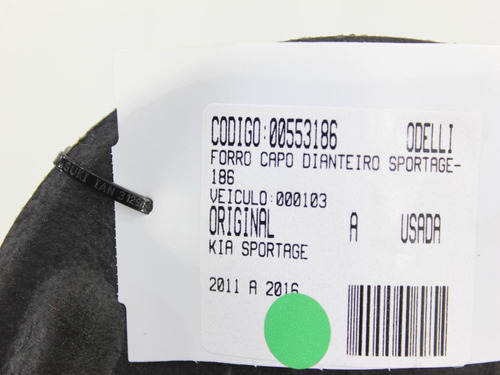 CODIGO:00553186 ODELLI
FORRO CAPO DIANTEIRO SPORTAGE-
186
VEICULO:000103
ORIGINAL A USADA
KIA SPORTAGE
2011 A 2016